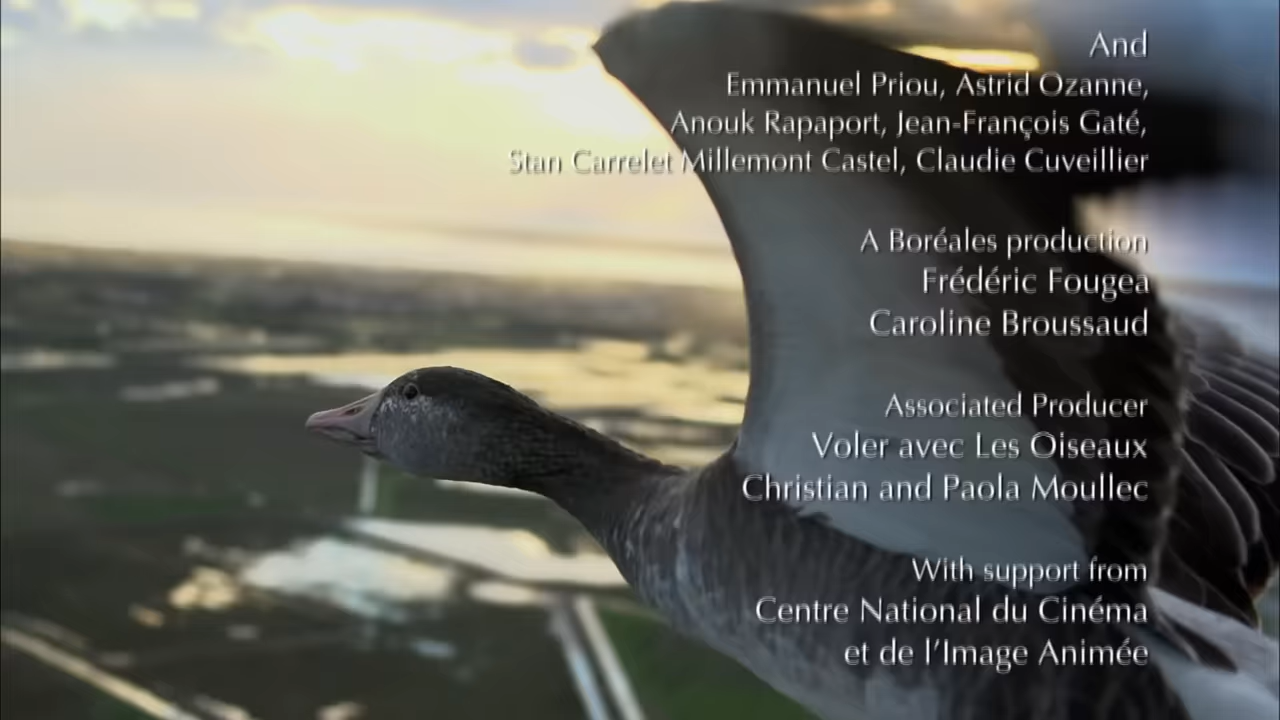 And
Emmanuel Priou, Astrid Ozanne,
Anouk Rapaport, Jean-François Gaté,
Stan Carrelet Millemont Castel, Claudie Cuveillier
A Boréales production
Frédéric Fougea
Caroline Broussaud
Associated Producer
Voler avec Les Oiseaux
Christian and Paola Moullec
With support from
Centre National du Cinéma
et de l'Image Animée